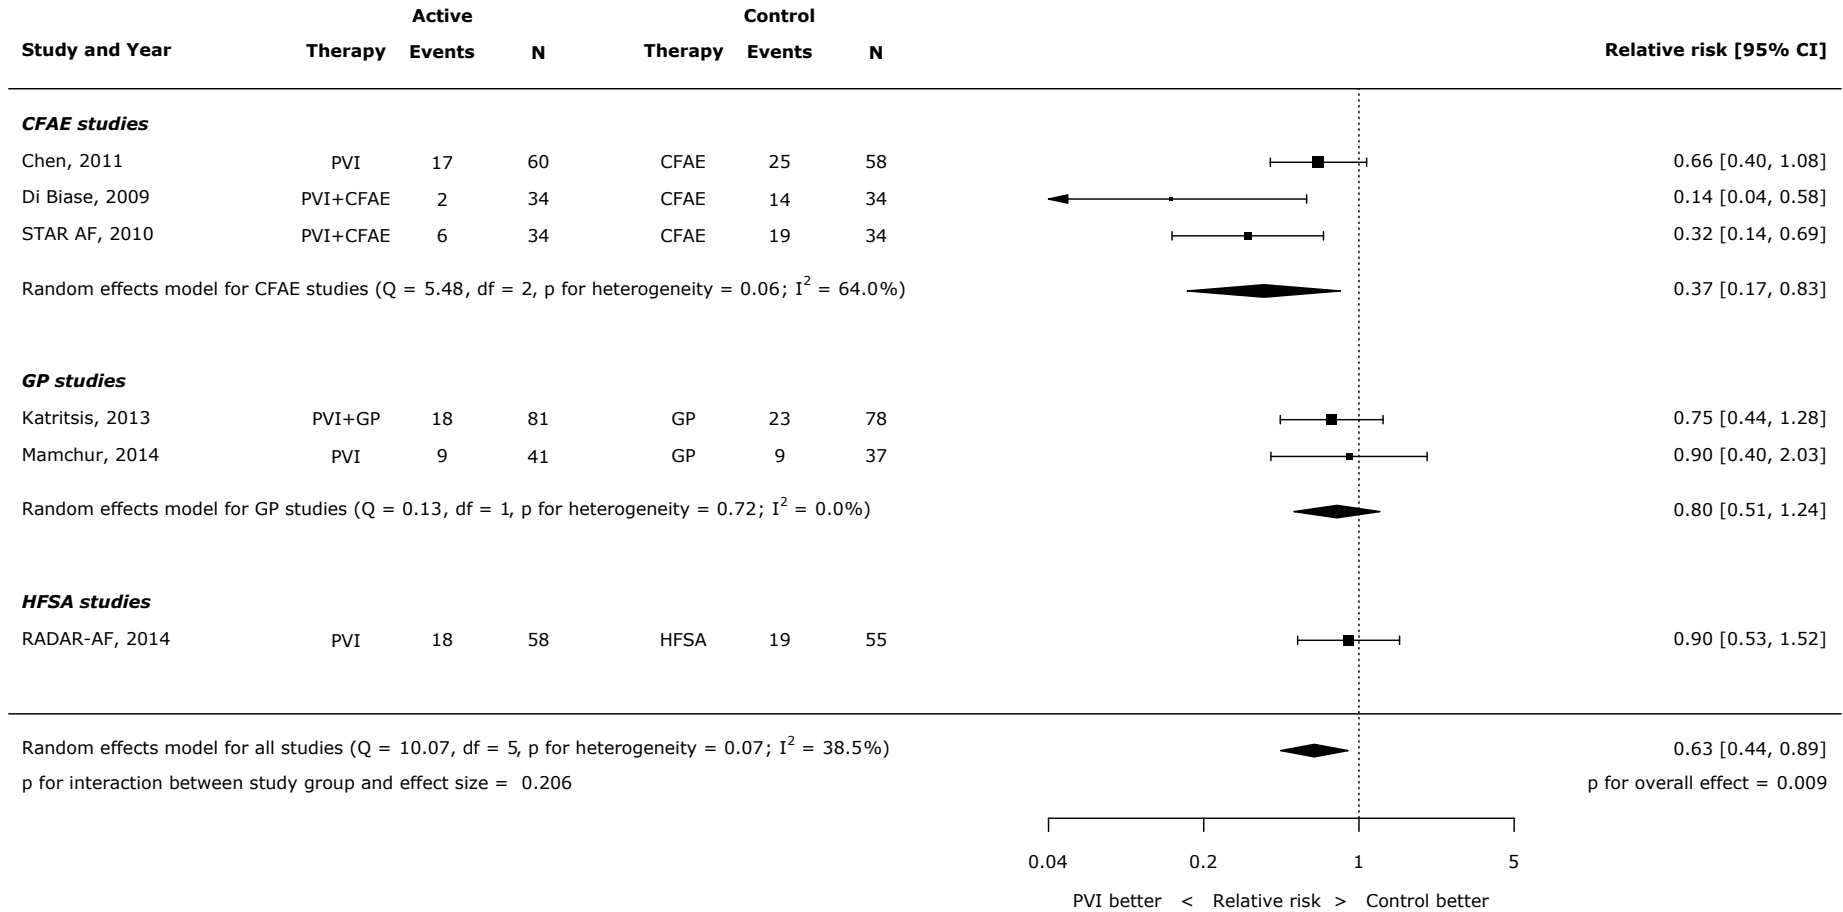 Active Control
Study and Year Therapy Events N Therapy Events N Relative risk [95% CI]
CFAE studies
Chen, 2011 PVI 17 60 CFAE 25 58 0.66 [0.40, 1.08]
Di Biase, 2009 PVI+CFAE 2 34 CFAE 14 34 0.14 [0.04, 0.58]
STAR AF, 2010 PVI+CFAE 6 34 CFAE 19 34 0.32 [0.14, 0.69]
Random effects model for CFAE studies (Q = 5.48, df = 2, p for heterogeneity = 0.06; I² = 64.0%) 0.37 [0.17, 0.83]
GP studies
Katritsis, 2013 PVI+GP 18 81 GP 23 78 0.75 [0.44, 1.28]
Mamchur, 2014 PVI 9 41 GP 9 37 0.90 [0.40, 2.03]
Random effects model for GP studies (Q = 0.13, df = 1, p for heterogeneity = 0.72; I² = 0.0%) 0.80 [0.51, 1.24]
HFSA studies
RADAR-AF, 2014 PVI 18 58 HFSA 19 55 0.90 [0.53, 1.52]
Random effects model for all studies (Q = 10.07, df = 5, p for heterogeneity = 0.07; I² = 38.5%) 0.63 [0.44, 0.89]
p for interaction between study group and effect size = 0.206 p for overall effect = 0.009
0.04 0.2 1 5
PVI better < Relative risk > Control better